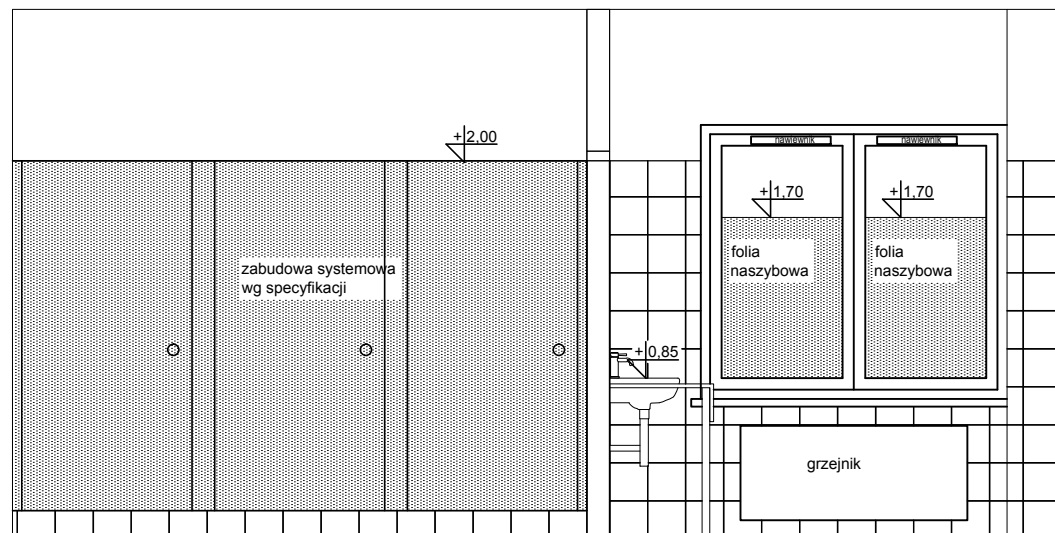 +2,00
nawiewnik
nawiewnik
+1,70
+1,70
zabudowa systemowa
wg specyfikacji
folia
naszybowa
folia
naszybowa
+0,85
grzejnik